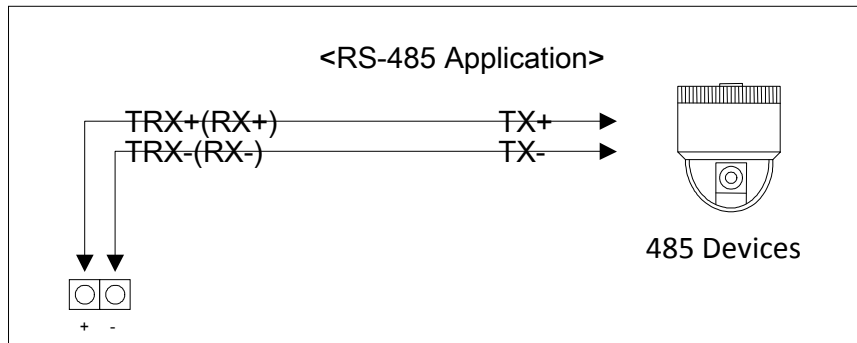 <RS-485 Application>
TRX+(RX+) TX+
TRX-(RX-) TX-
485 Devices
+ -